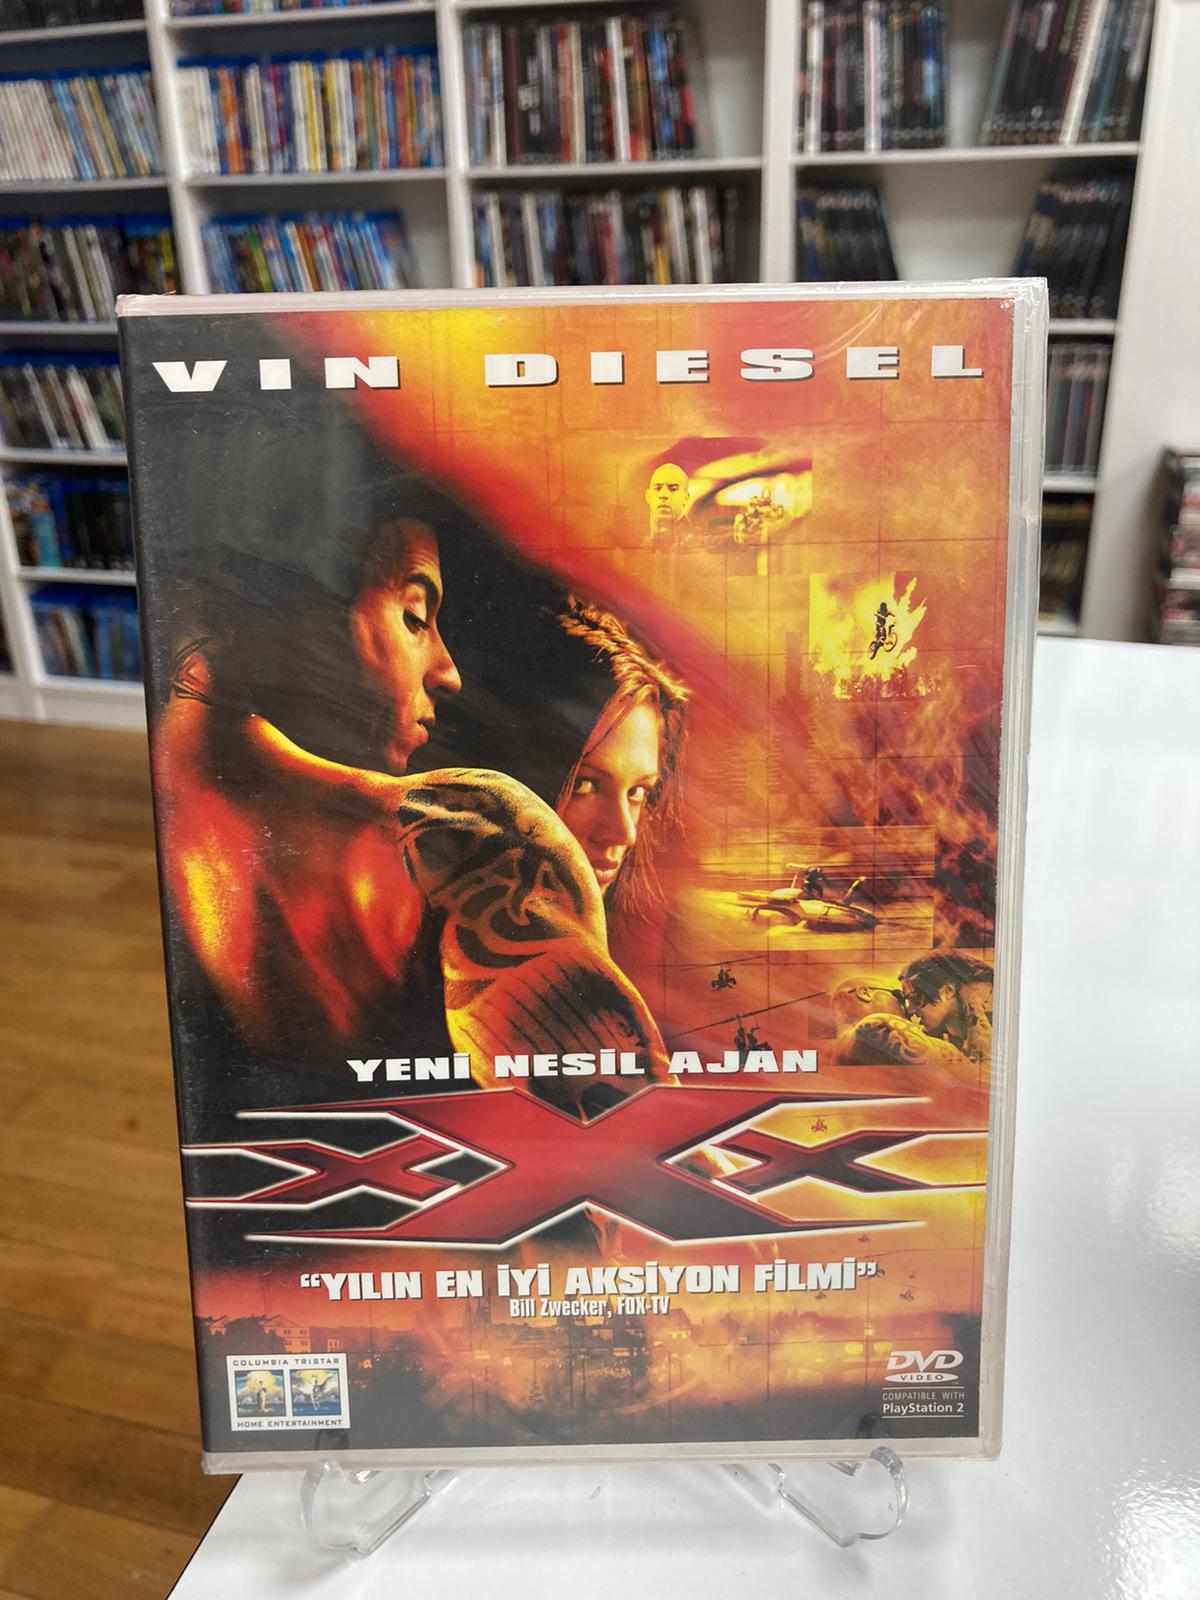 VIN DIESEL
YENİ NESİL AJAN
xXx
“YILIN EN İYİ AKSİYON FİLMİ”
Bill Zwecker, FOX-TV
COLUMBIA TRISTAR
HOME ENTERTAINMENT
DVD
VIDEO
COMPATIBLE WITH
PlayStation 2